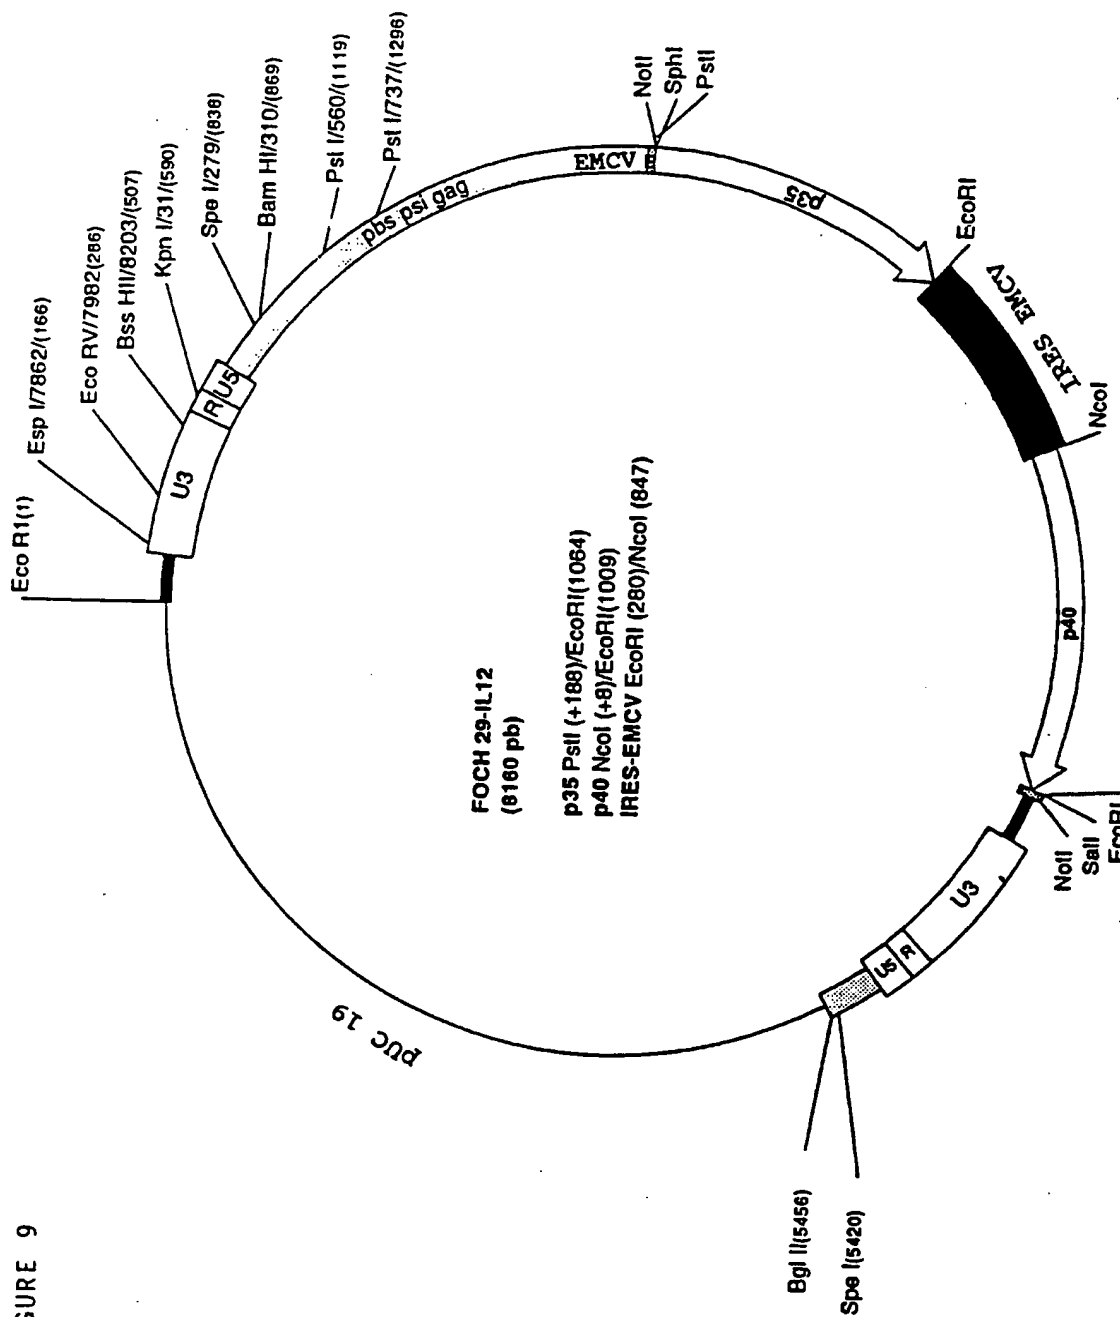 GURE 9
Eco R1(1)
Esp I/7862/(166)
Eco RV/7982(286)
Bss HII/8203/(507)
Kpn I/31/(590)
Spe I/279/(838)
Bam HI/310/(869)
Pst I/560/(1119)
Pst I/737/(1296)
U3
R
U5
pbs psi gag
EMCV
NotI
SphI
PstI
p35
EcoRI
IRES EMCV
NcoI
p40
NotI
SalI
EcoRI
U3
R
U5
Bgl II(5456)
Spe I(5420)
pUC 19
FOCH 29-IL12
(8160 pb)
p35 PstI (+188)/EcoRI(1064)
p40 NcoI (+8)/EcoRI(1009)
IRES-EMCV EcoRI (280)/NcoI (847)